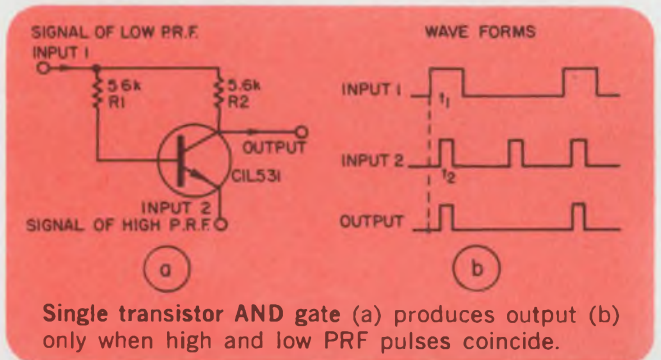 SIGNAL OF LOW P.R.F.
INPUT 1
5.6k
R1
5.6k
R2
OUTPUT
CIL531
INPUT 2
SIGNAL OF HIGH P.R.F.
a
WAVE FORMS
INPUT 1
t1
INPUT 2
t2
OUTPUT
b
Single transistor AND gate (a) produces output (b)
only when high and low PRF pulses coincide.